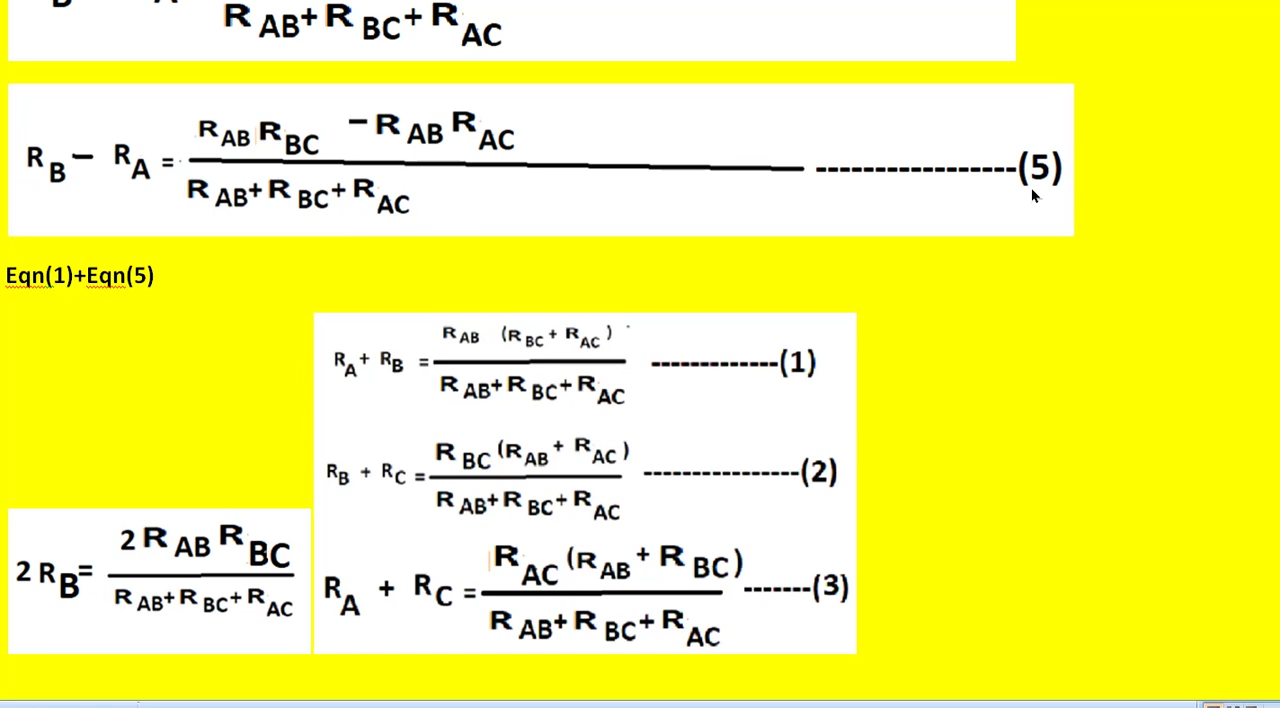 R AB+ R BC+ R AC
R AB R BC − R AB R AC
R B − R A = ----------------(5)
R AB+ R BC+ R AC
Eqn(1)+Eqn(5)
R AB (R BC + R AC )
R A + R B = -------------(1)
R AB+ R BC+ R AC
R BC (R AB + R AC )
R B + R C = ----------------(2)
R AB+ R BC+ R AC
2 R AB R BC
2 R B =
R AB+ R BC+ R AC
R AC (R AB + R BC)
R A + R C = -------(3)
R AB+ R BC+ R AC